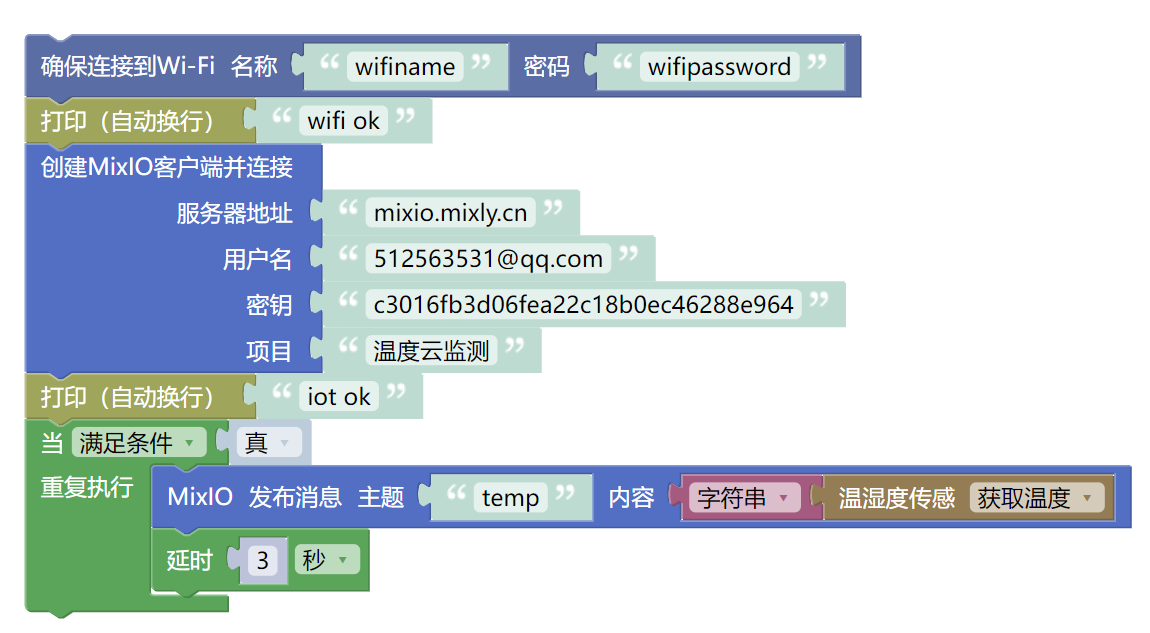 确保连接到Wi-Fi 名称 “ wifiname ” 密码 “ wifipassword ”
打印（自动换行） “ wifi ok ”
创建MixIO客户端并连接
服务器地址 “ mixio.mixly.cn ”
用户名 “ 512563531@qq.com ”
密钥 “ c3016fb3d06fea22c18b0ec46288e964 ”
项目 “ 温度云监测 ”
打印（自动换行） “ iot ok ”
当 满足条件 真
重复执行 MixIO 发布消息 主题 “ temp ” 内容 字符串 温湿度传感 获取温度
延时 3 秒